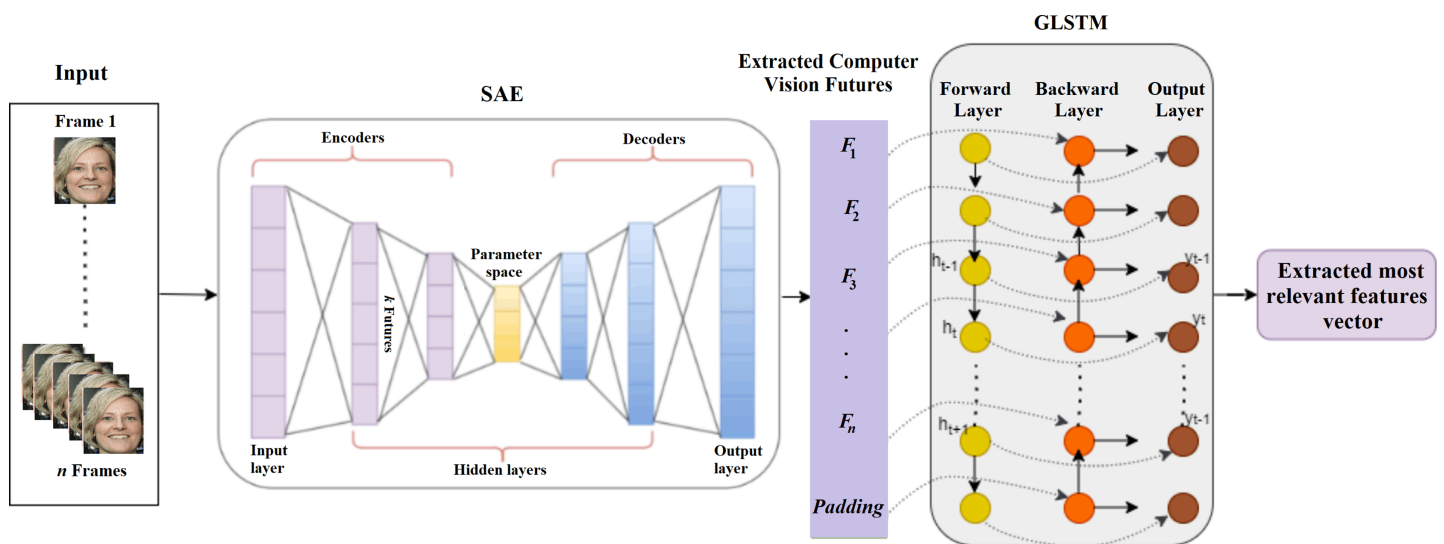 Input
Frame 1
n Frames
SAE
Encoders
Decoders
Parameter
space
k Futures
Input
layer
Hidden layers
Output
layer
Extracted Computer
Vision Futures
F1
F2
F3
.
.
.
Fn
Padding
GLSTM
Forward
Layer
Backward
Layer
Output
Layer
ht-1
ht
ht+1
yt-1
yt
yt-1
Extracted most
relevant features
vector